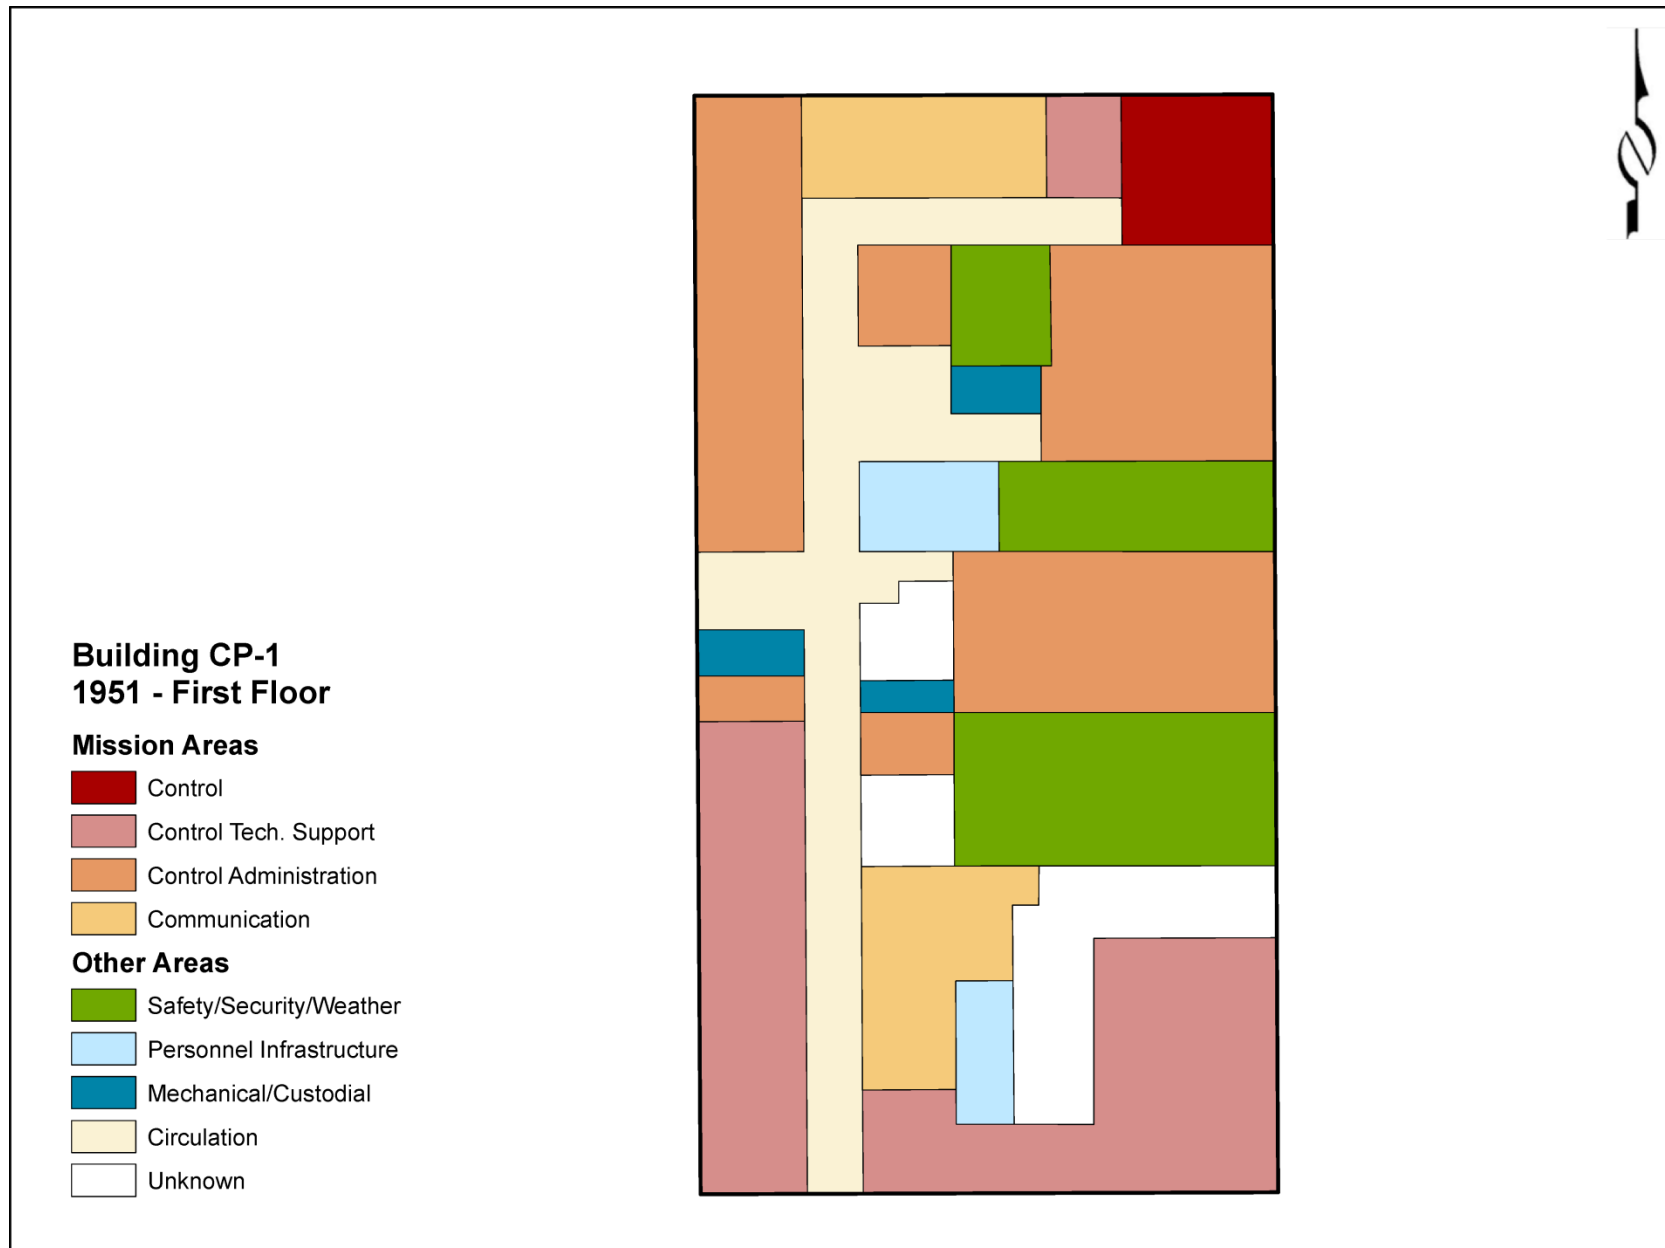 Building CP-1
1951 - First Floor
Mission Areas
Control
Control Tech. Support
Control Administration
Communication
Other Areas
Safety/Security/Weather
Personnel Infrastructure
Mechanical/Custodial
Circulation
Unknown